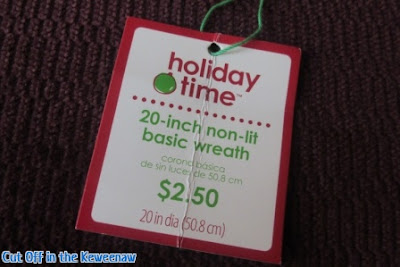 holiday
time™
20-inch non-lit
basic wreath
corona básica
de sin luces de 50,8 cm
$2.50
20 in dia (50.8 cm)
Cut Off in the Keweenaw